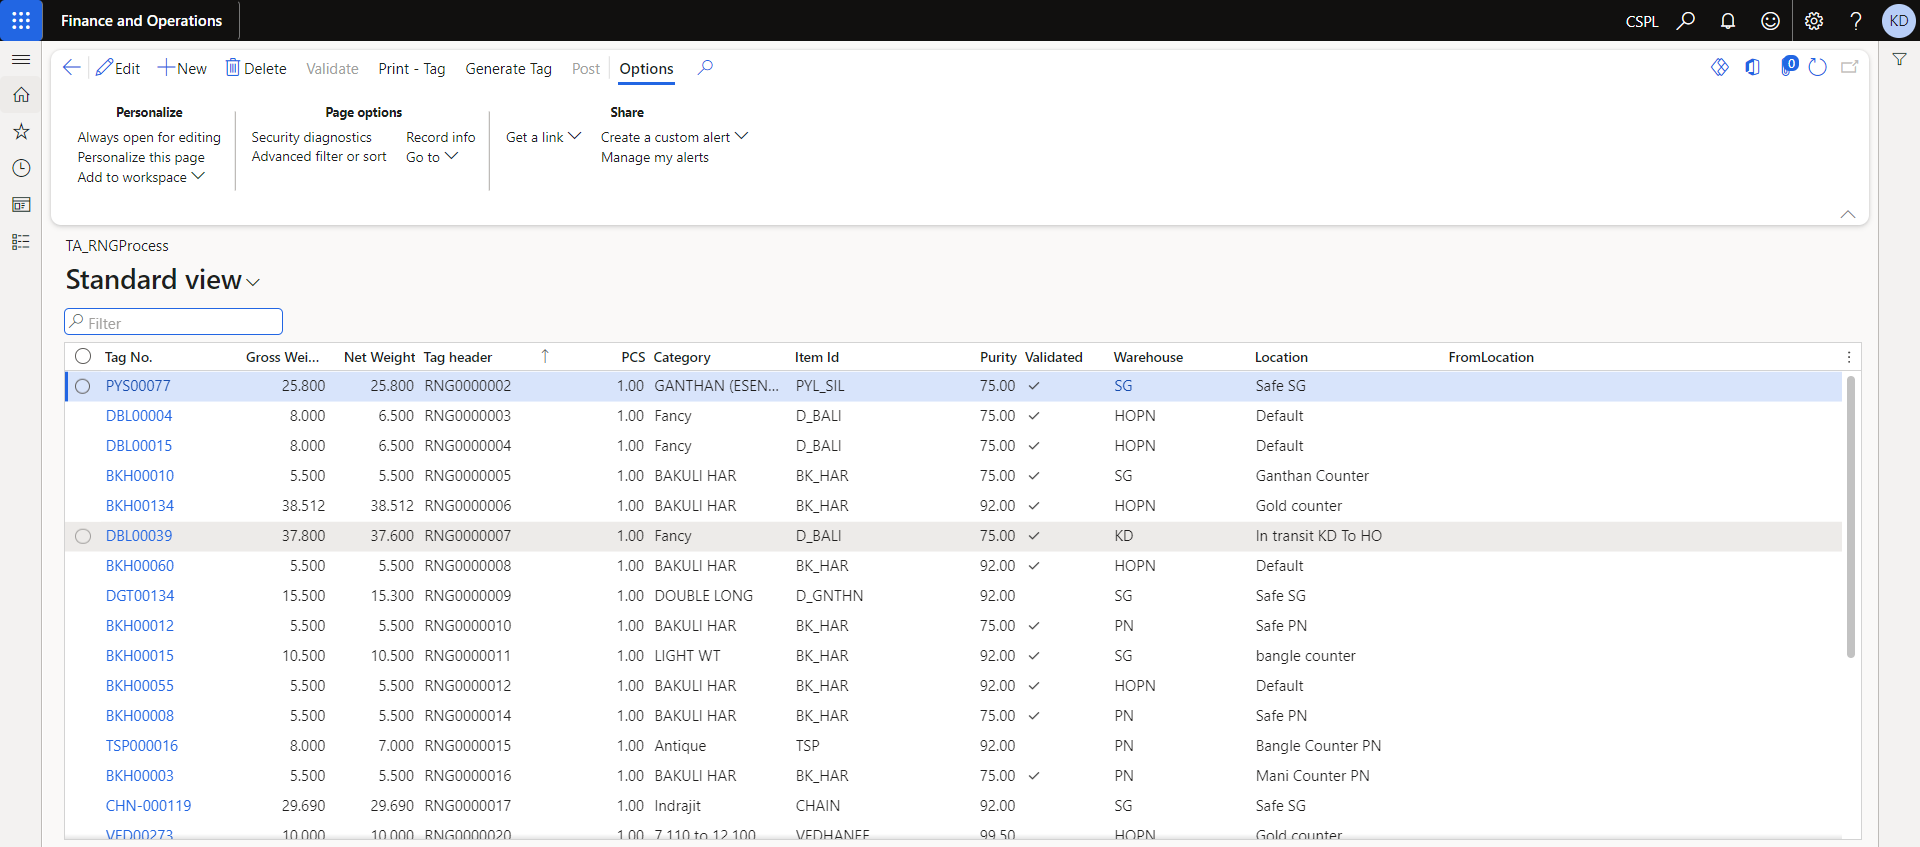 Finance and Operations CSPL ? KD
Edit New Delete Validate Print - Tag Generate Tag Post Options 0
Personalize Page options Share
Always open for editing Security diagnostics Record info Get a link Create a custom alert
Personalize this page Advanced filter or sort Go to Manage my alerts
Add to workspace
TA_RNGProcess
Standard view
Filter
Tag No. Gross Wei... Net Weight Tag header PCS Category Item Id Purity Validated Warehouse Location FromLocation
PYS00077 25.800 25.800 RNG0000002 1.00 GANTHAN (ESEN... PYL_SIL 75.00 SG Safe SG
DBL00004 8.000 6.500 RNG0000003 1.00 Fancy D_BALI 75.00 HOPN Default
DBL00015 8.000 6.500 RNG0000004 1.00 Fancy D_BALI 75.00 HOPN Default
BKH00010 5.500 5.500 RNG0000005 1.00 BAKULI HAR BK_HAR 75.00 SG Ganthan Counter
BKH00134 38.512 38.512 RNG0000006 1.00 BAKULI HAR BK_HAR 92.00 HOPN Gold counter
DBL00039 37.800 37.600 RNG0000007 1.00 Fancy D_BALI 75.00 KD In transit KD To HO
BKH00060 5.500 5.500 RNG0000008 1.00 BAKULI HAR BK_HAR 92.00 HOPN Default
DGT00134 15.500 15.300 RNG0000009 1.00 DOUBLE LONG D_GNTHN 92.00 SG Safe SG
BKH00012 5.500 5.500 RNG0000010 1.00 BAKULI HAR BK_HAR 75.00 PN Safe PN
BKH00015 10.500 10.500 RNG0000011 1.00 LIGHT WT BK_HAR 92.00 SG bangle counter
BKH00055 5.500 5.500 RNG0000012 1.00 BAKULI HAR BK_HAR 92.00 HOPN Default
BKH00008 5.500 5.500 RNG0000014 1.00 BAKULI HAR BK_HAR 75.00 PN Safe PN
TSP000016 8.000 7.000 RNG0000015 1.00 Antique TSP 92.00 PN Bangle Counter PN
BKH00003 5.500 5.500 RNG0000016 1.00 BAKULI HAR BK_HAR 75.00 PN Mani Counter PN
CHN-000119 29.690 29.690 RNG0000017 1.00 Indrajit CHAIN 92.00 SG Safe SG
VED00273 10.000 10.000 RNG0000020 1.00 7.110 to 12.100 VEDHANEE 99.50 HOPN Gold counter